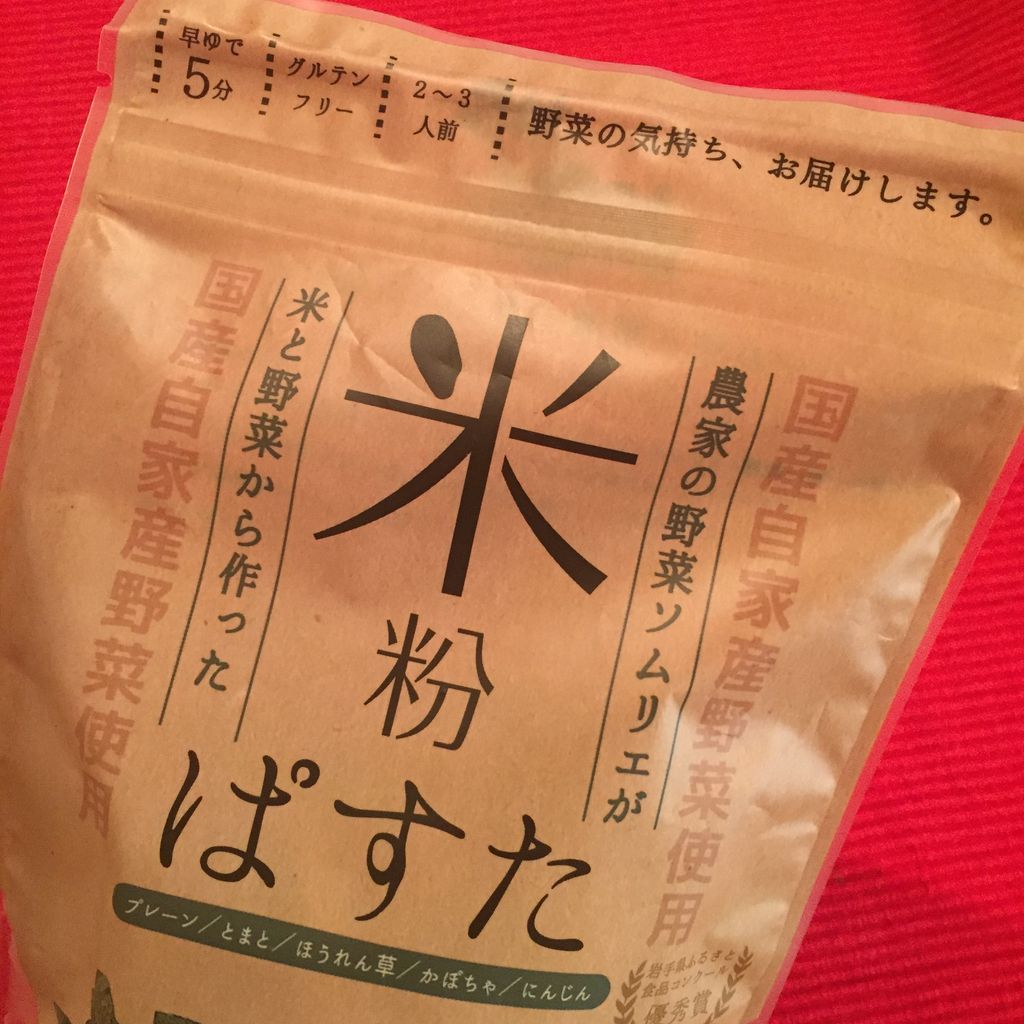 早ゆで
5分
グルテン
フリー
2〜3
人前
野菜の気持ち、お届けします。
国産自家産野菜使用
農家の野菜ソムリエが
米と野菜から作った
国産自家産野菜使用
米
粉
ぱすた
プレーン/とまと/ほうれん草/かぼちゃ/にんじん
岩手県ふるさと
食品コンクール
優秀賞